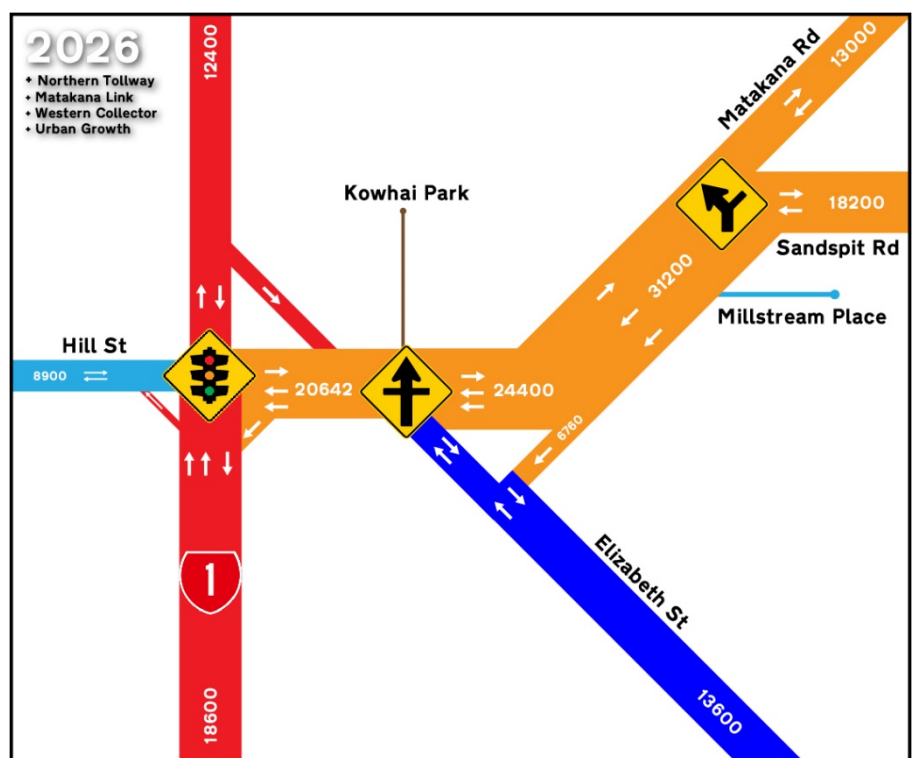 2026
+ Northern Tollway
+ Matakana Link
+ Western Collector
+ Urban Growth
12400
Matakana Rd
13000
Kowhai Park
18200
Sandspit Rd
31200
Millstream Place
Hill St
8900
20642
24400
6760
1
Elizabeth St
18600
13600